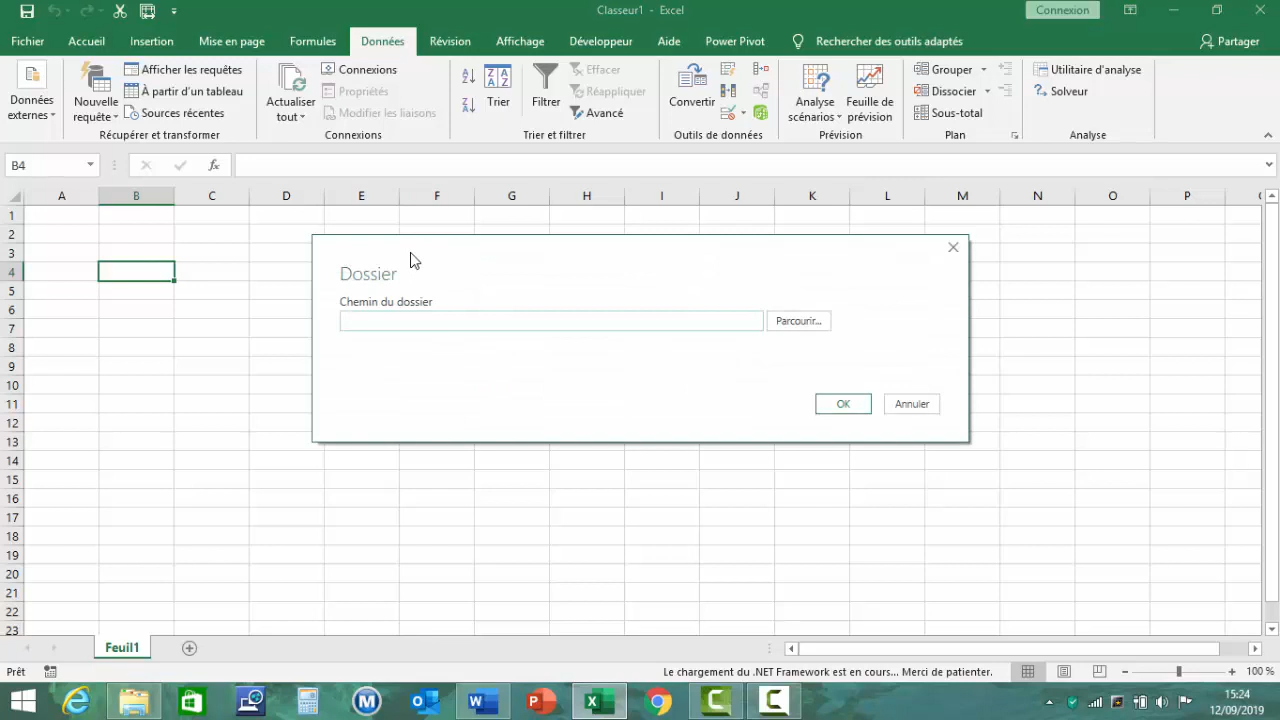 Classeur1 - Excel
Connexion
Fichier Accueil Insertion Mise en page Formules Données Révision Affichage Développeur Aide Power Pivot Rechercher des outils adaptés Partager
Données externes
Nouvelle requête
Afficher les requêtes
À partir d'un tableau
Sources récentes
Récupérer et transformer
Actualiser tout
Connexions
Propriétés
Modifier les liaisons
Connexions
Trier
Filtrer
Effacer
Réappliquer
Avancé
Trier et filtrer
Convertir
Outils de données
Analyse scénarios
Feuille de prévision
Prévision
Grouper
Dissocier
Sous-total
Plan
Utilitaire d'analyse
Solveur
Analyse
B4
fx
A B C D E F G H I J K L M N O P
1
2
3
4
5
6
7
8
9
10
11
12
13
14
15
16
17
18
19
20
21
22
23
Dossier
Chemin du dossier
Parcourir...
OK Annuler
Feuil1
Prêt
Le chargement du .NET Framework est en cours... Merci de patienter.
100 %
15:24
12/09/2019